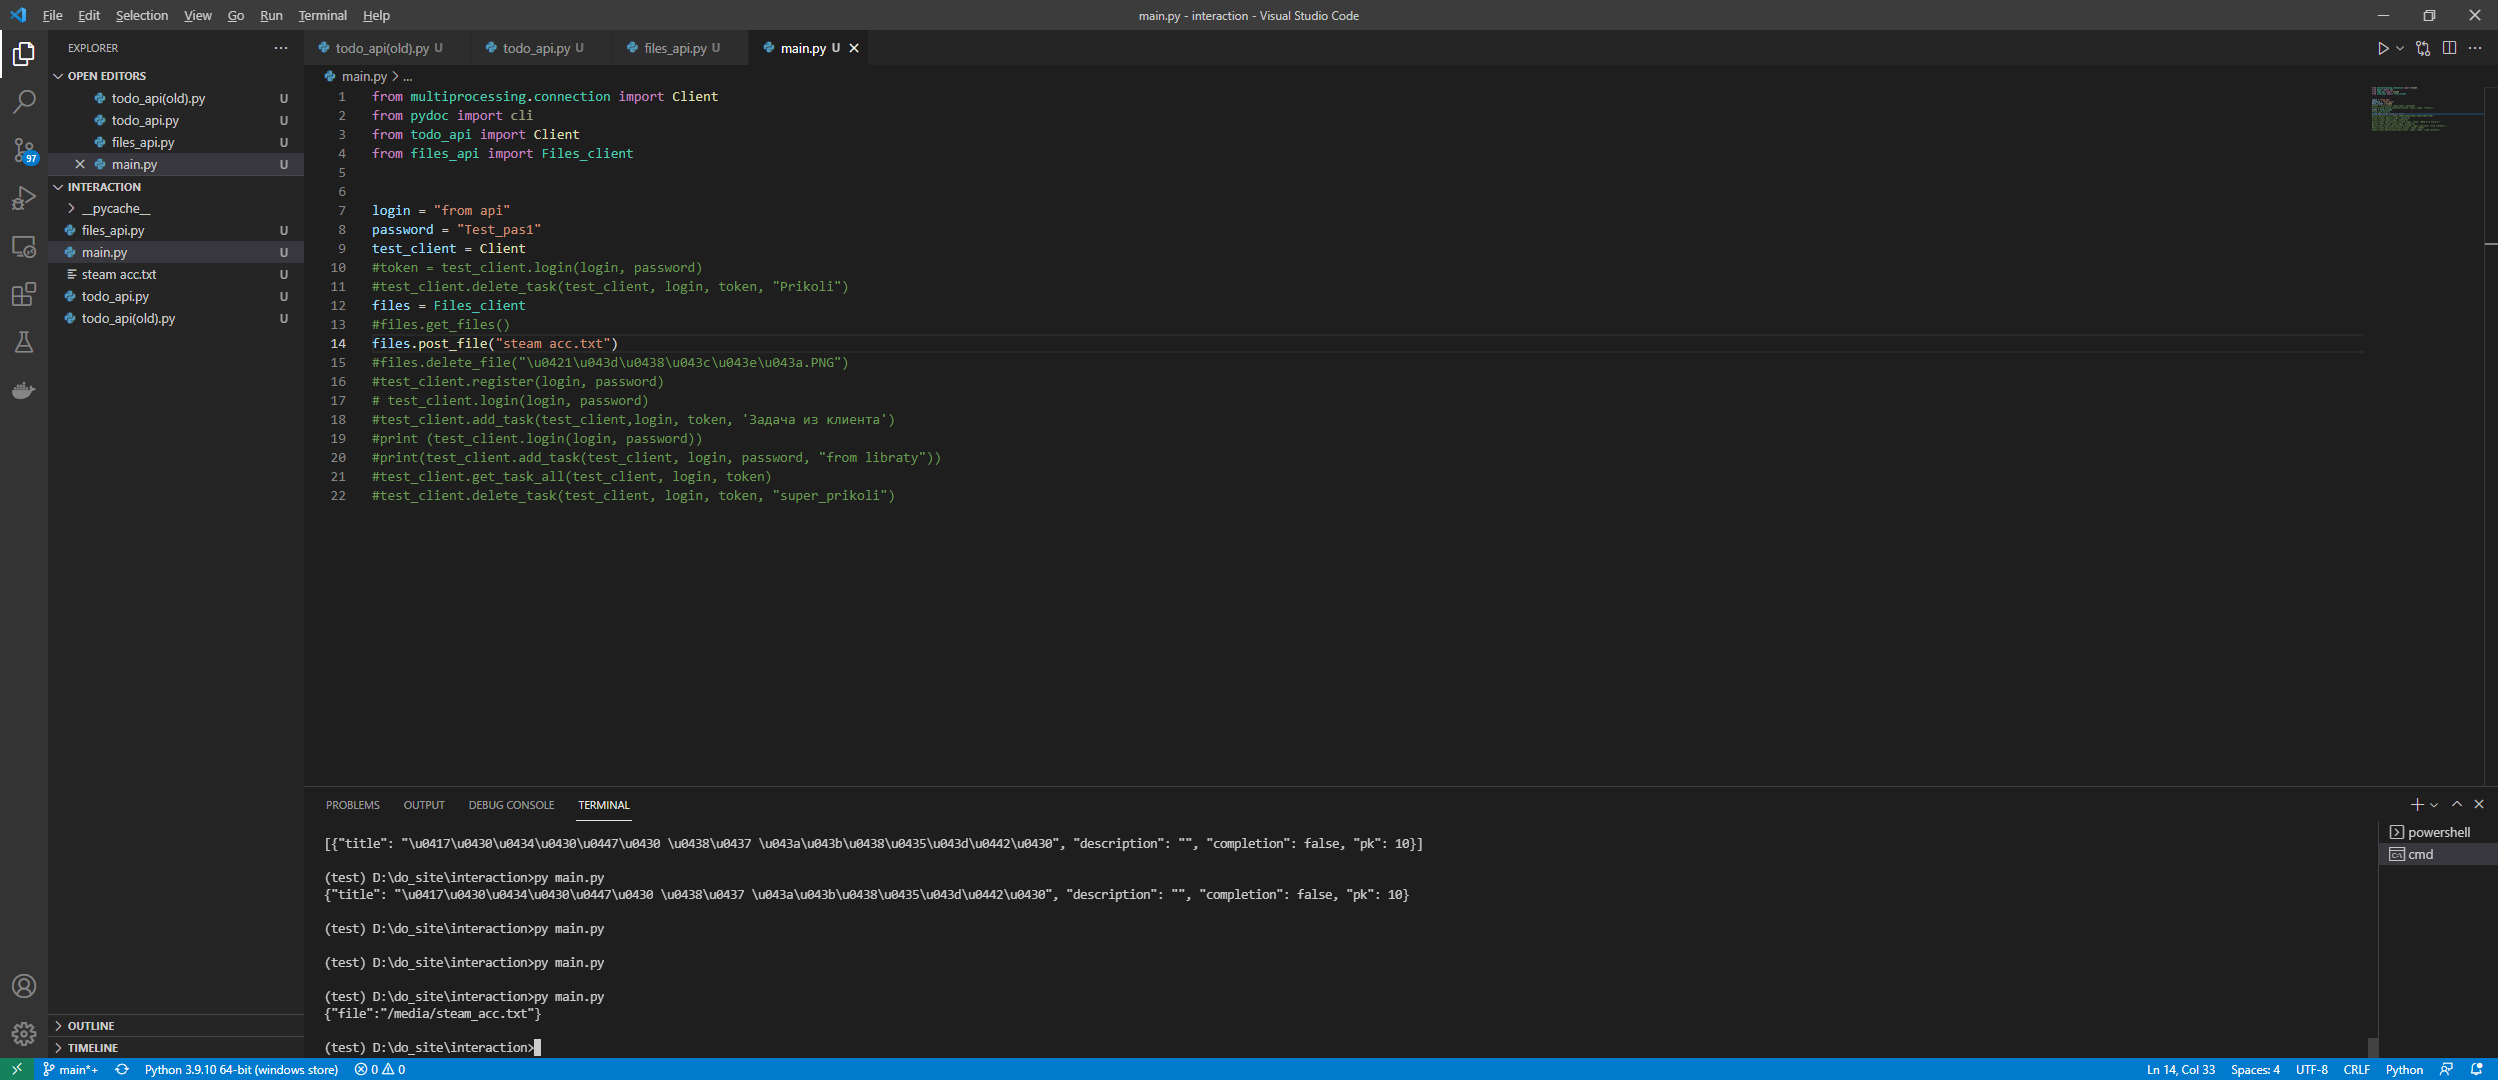 File Edit Selection View Go Run Terminal Help
main.py - interaction - Visual Studio Code
EXPLORER
OPEN EDITORS
todo_api(old).py U
todo_api.py U
files_api.py U
main.py U
INTERACTION
__pycache__
files_api.py U
main.py U
steam acc.txt U
todo_api.py U
todo_api(old).py U
OUTLINE
TIMELINE
97
todo_api(old).py U todo_api.py U files_api.py U main.py U
main.py > ...
1 from multiprocessing.connection import Client
2 from pydoc import cli
3 from todo_api import Client
4 from files_api import Files_client
5
6
7 login = "from api"
8 password = "Test_pas1"
9 test_client = Client
10 #token = test_client.login(login, password)
11 #test_client.delete_task(test_client, login, token, "Prikoli")
12 files = Files_client
13 #files.get_files()
14 files.post_file("steam acc.txt")
15 #files.delete_file("\u0421\u043d\u0438\u043c\u043e\u043a.PNG")
16 #test_client.register(login, password)
17 # test_client.login(login, password)
18 #test_client.add_task(test_client,login, token, 'Задача из клиента')
19 #print (test_client.login(login, password))
20 #print(test_client.add_task(test_client, login, password, "from libraty"))
21 #test_client.get_task_all(test_client, login, token)
22 #test_client.delete_task(test_client, login, token, "super_prikoli")
PROBLEMS OUTPUT DEBUG CONSOLE TERMINAL
[{"title": "\u0417\u0430\u0434\u0430\u0447\u0430 \u0438\u0437 \u043a\u043b\u0438\u0435\u043d\u0442\u0430", "description": "", "completion": false, "pk": 10}]
(test) D:\do_site\interaction>py main.py
{"title": "\u0417\u0430\u0434\u0430\u0447\u0430 \u0438\u0437 \u043a\u043b\u0438\u0435\u043d\u0442\u0430", "description": "", "completion": false, "pk": 10}
(test) D:\do_site\interaction>py main.py
(test) D:\do_site\interaction>py main.py
(test) D:\do_site\interaction>py main.py
{"file":"/media/steam_acc.txt"}
(test) D:\do_site\interaction>
powershell
cmd
main*+ Python 3.9.10 64-bit (windows store) 0 0
Ln 14, Col 33 Spaces: 4 UTF-8 CRLF Python